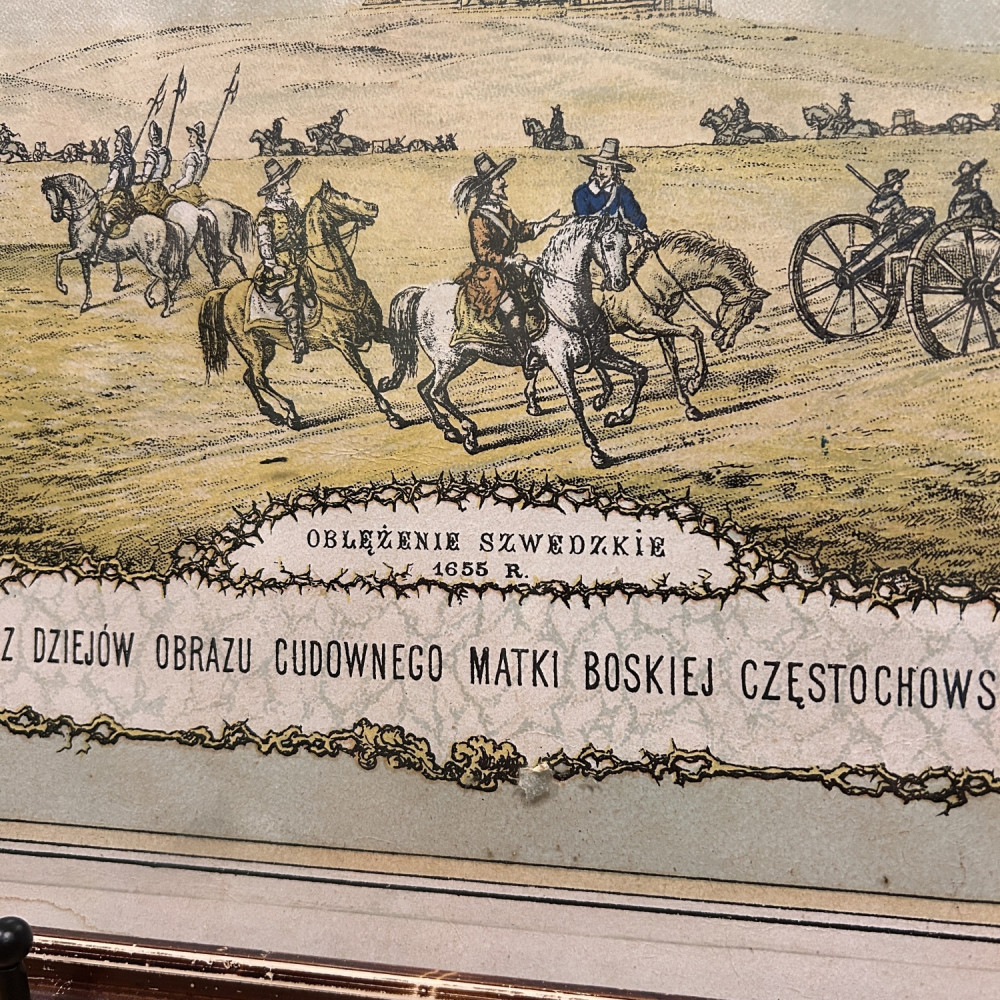 OBLĘŻENIE SZWEDZKIE
1655 R.
Z DZIEJÓW OBRAZU CUDOWNEGO MATKI BOSKIEJ CZĘSTOCHOWS